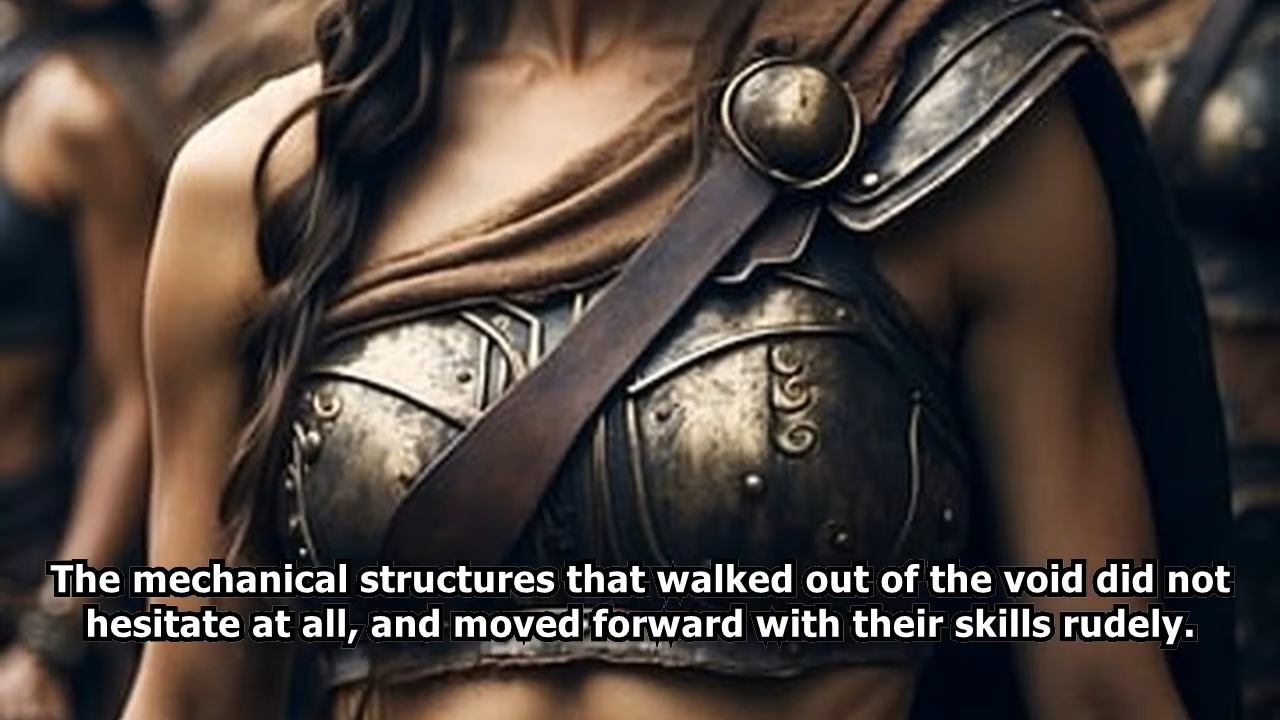 The mechanical structures that walked out of the void did not
hesitate at all, and moved forward with their skills rudely.